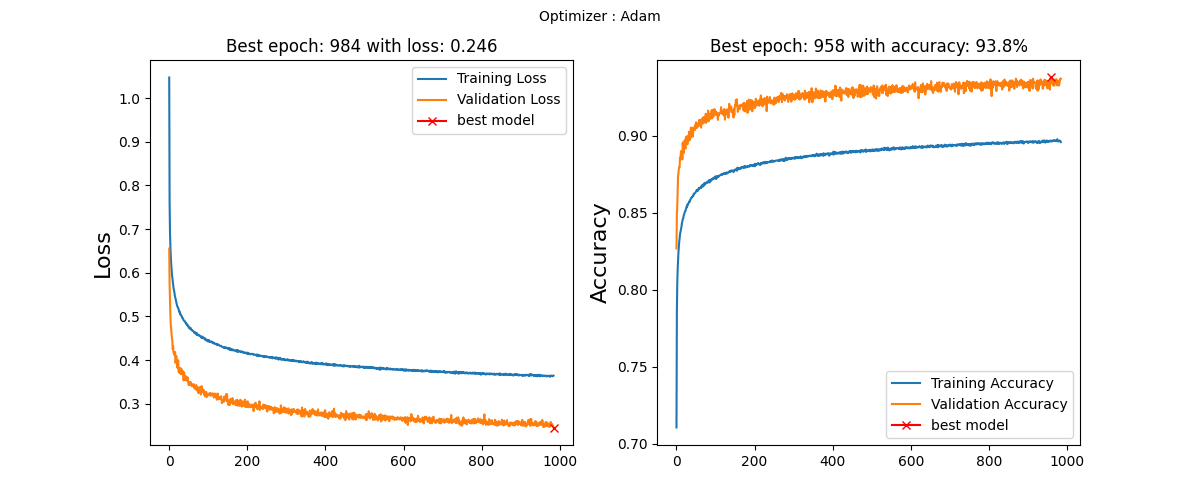 Optimizer : Adam
Best epoch: 984 with loss: 0.246
Training Loss
Validation Loss
best model
1.0
0.9
0.8
0.7
0.6
0.5
0.4
0.3
Loss
0 200 400 600 800 1000
Best epoch: 958 with accuracy: 93.8%
0.90
0.85
0.80
0.75
0.70
Accuracy
Training Accuracy
Validation Accuracy
best model
0 200 400 600 800 1000